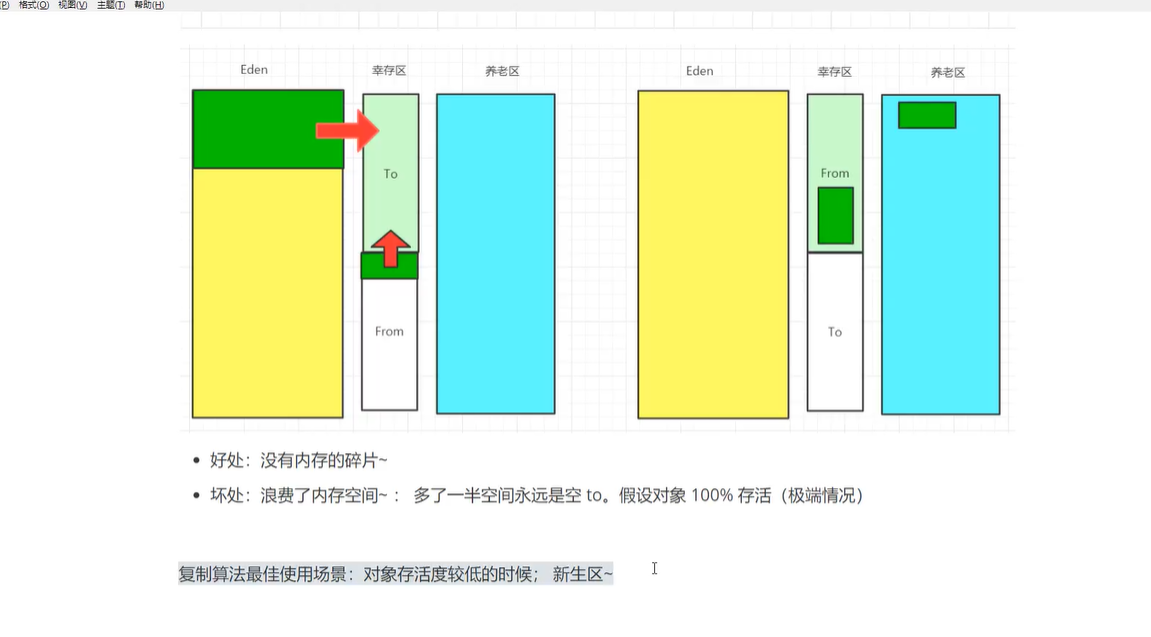 (P) 格式(O) 视图(V) 主题(T) 帮助(H)
Eden 幸存区 养老区 Eden 幸存区 养老区
To From
From To
好处：没有内存的碎片~
坏处：浪费了内存空间~ ： 多了一半空间永远是空 to。假设对象 100% 存活（极端情况）
复制算法最佳使用场景：对象存活度较低的时候； 新生区~